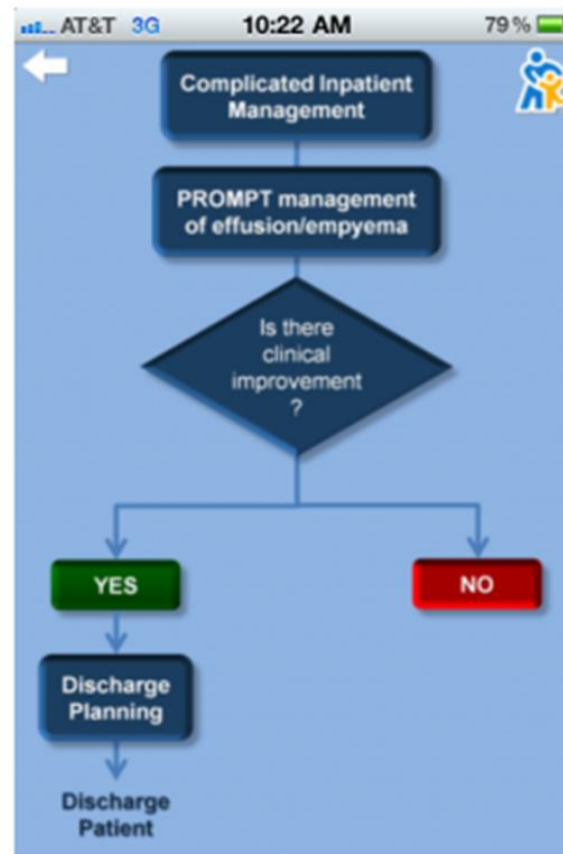 AT&T 3G 10:22 AM 79%
Complicated Inpatient
Management
PROMPT management
of effusion/empyema
Is there
clinical
improvement
?
YES
NO
Discharge
Planning
Discharge
Patient